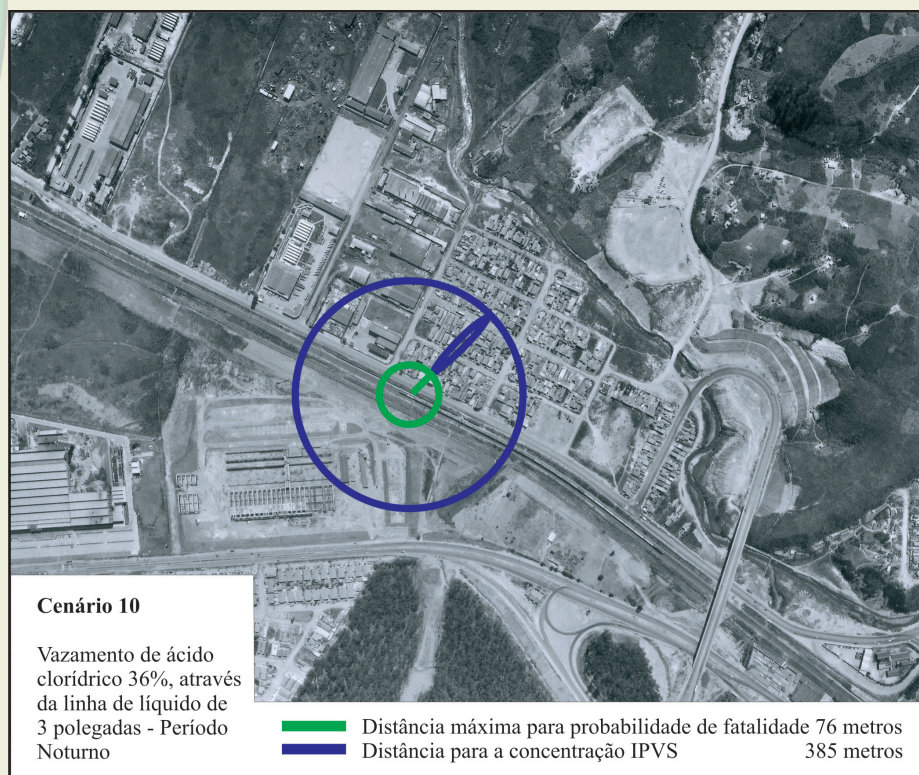 Cenário 10
Vazamento de ácido
clorídrico 36%, através
da linha de líquido de
3 polegadas - Período
Noturno
Distância máxima para probabilidade de fatalidade 76 metros
Distância para a concentração IPVS 385 metros